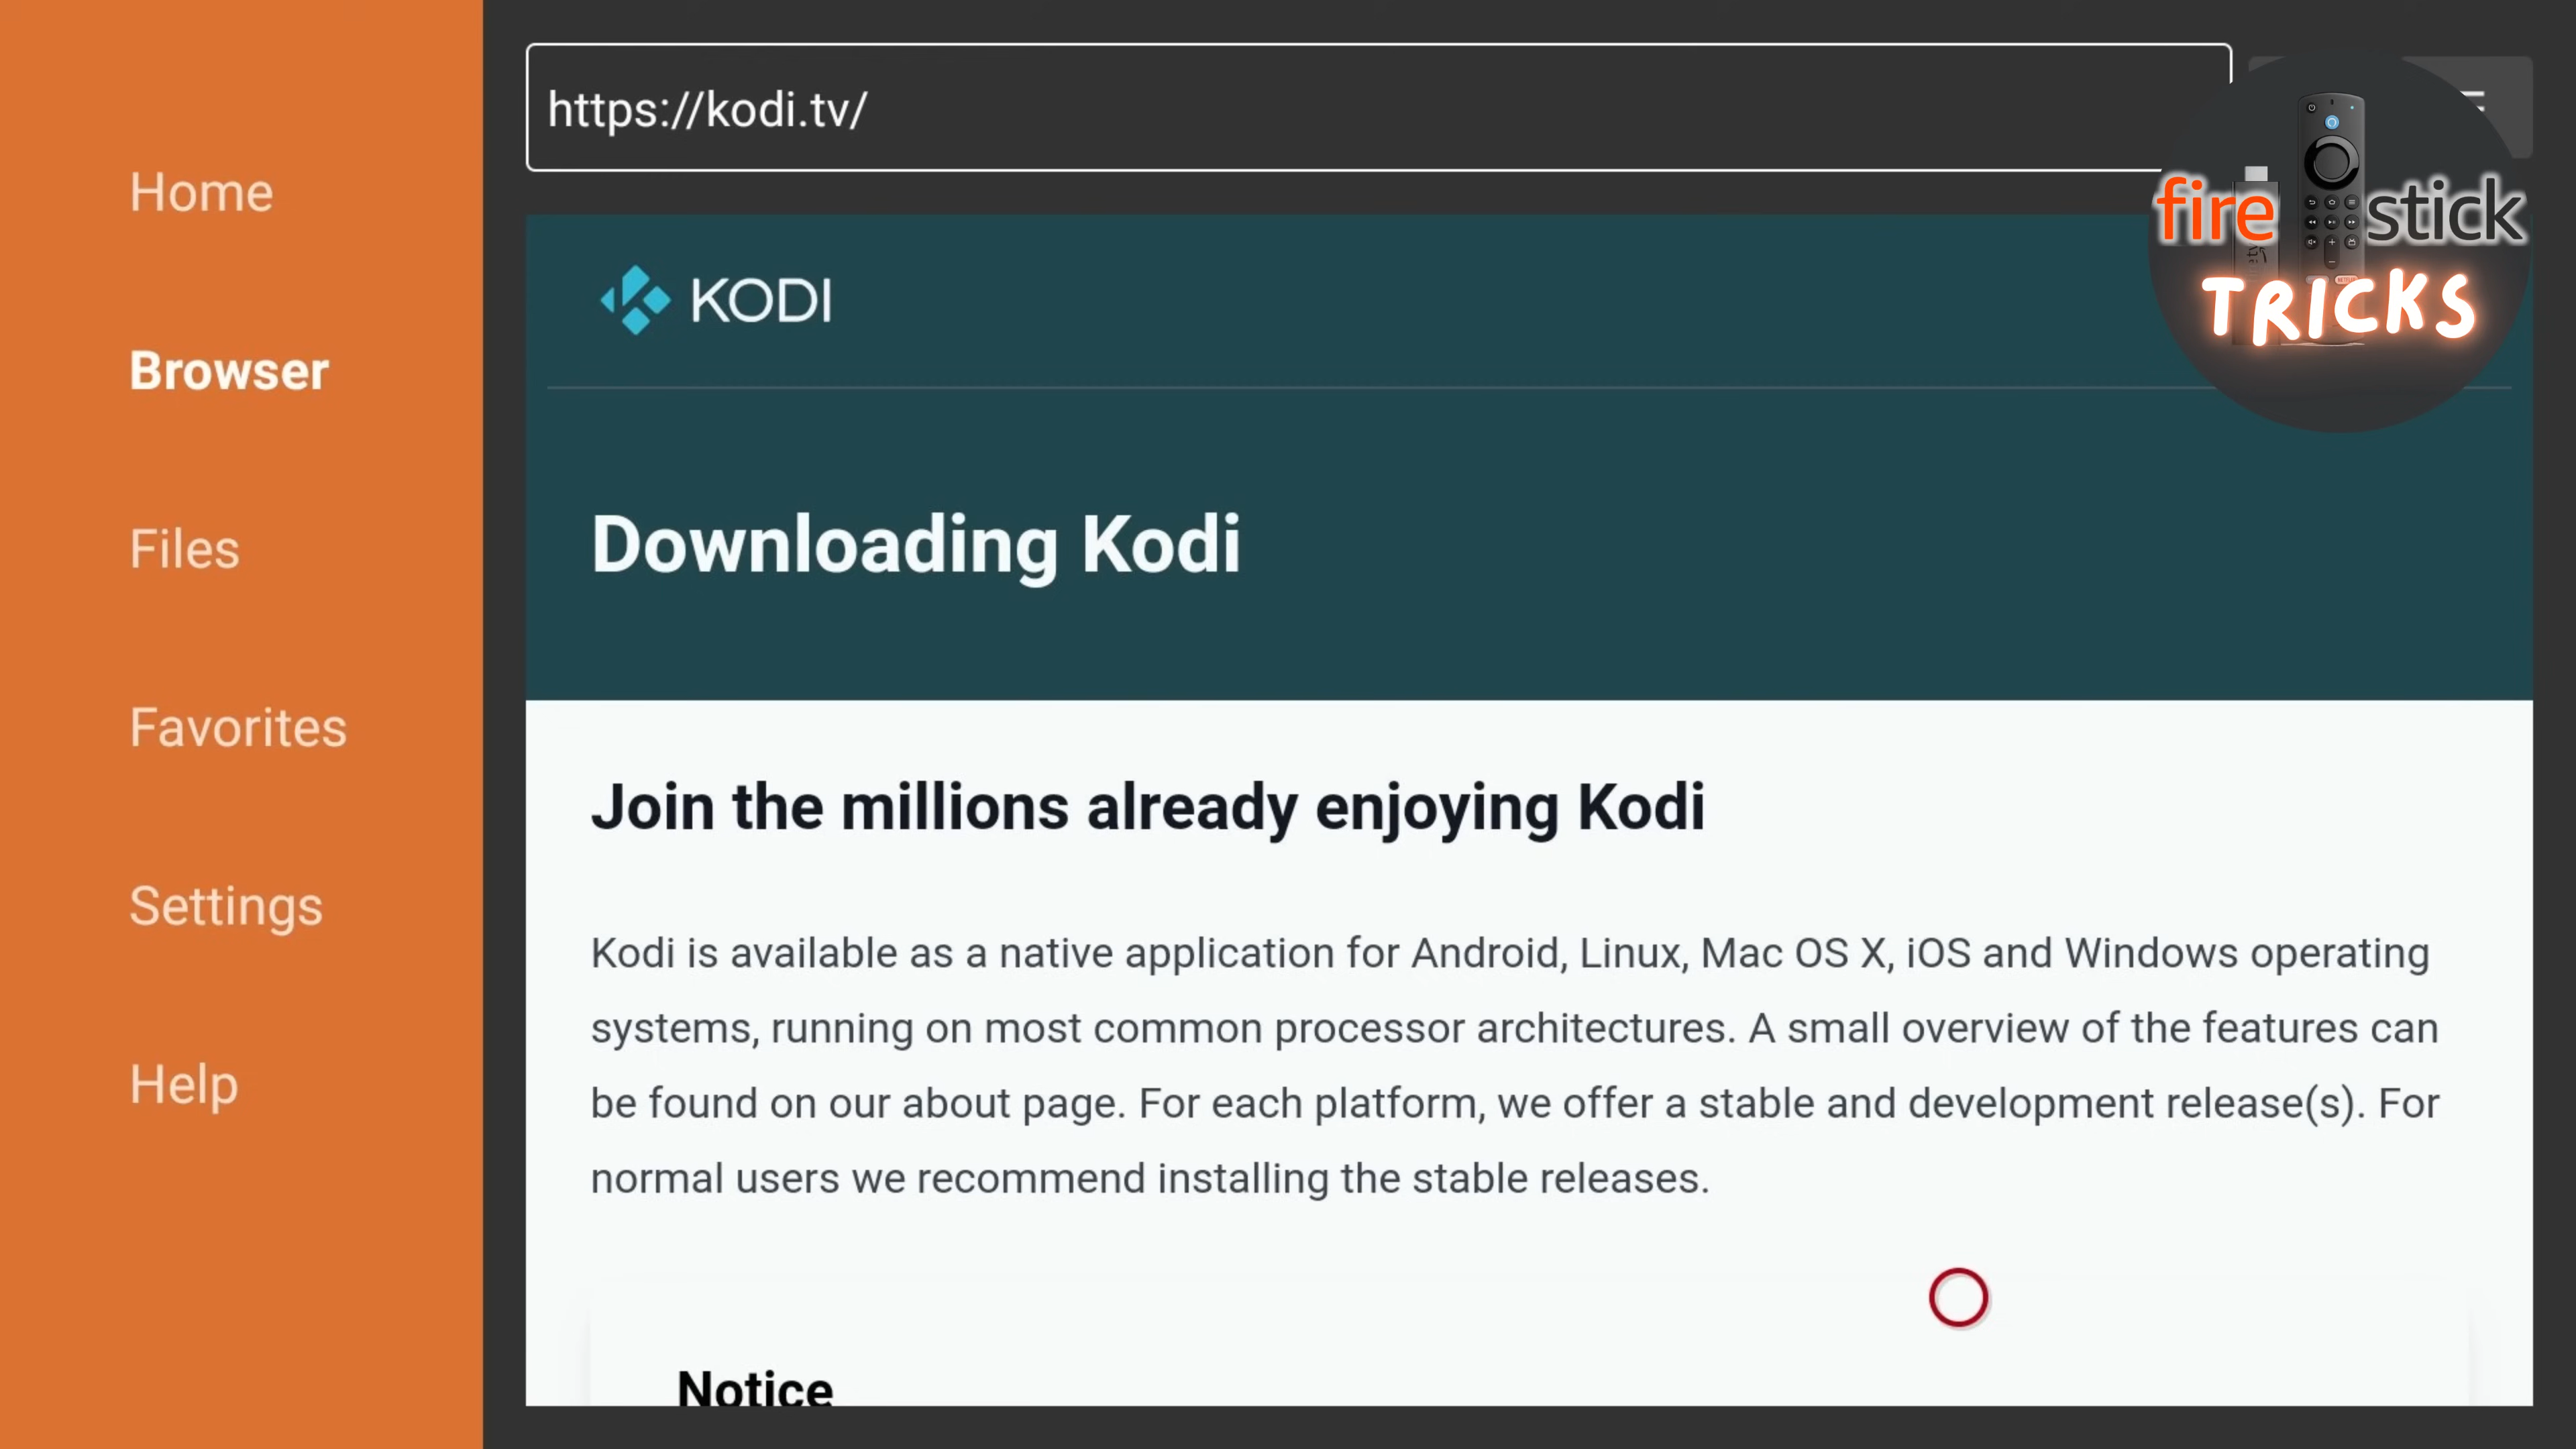 Home
Browser
Files
Favorites
Settings
Help
https://kodi.tv/
fire stick
TRICKS
KODI
Downloading Kodi
Join the millions already enjoying Kodi
Kodi is available as a native application for Android, Linux, Mac OS X, iOS and Windows operating
systems, running on most common processor architectures. A small overview of the features can
be found on our about page. For each platform, we offer a stable and development release(s). For
normal users we recommend installing the stable releases.
Notice